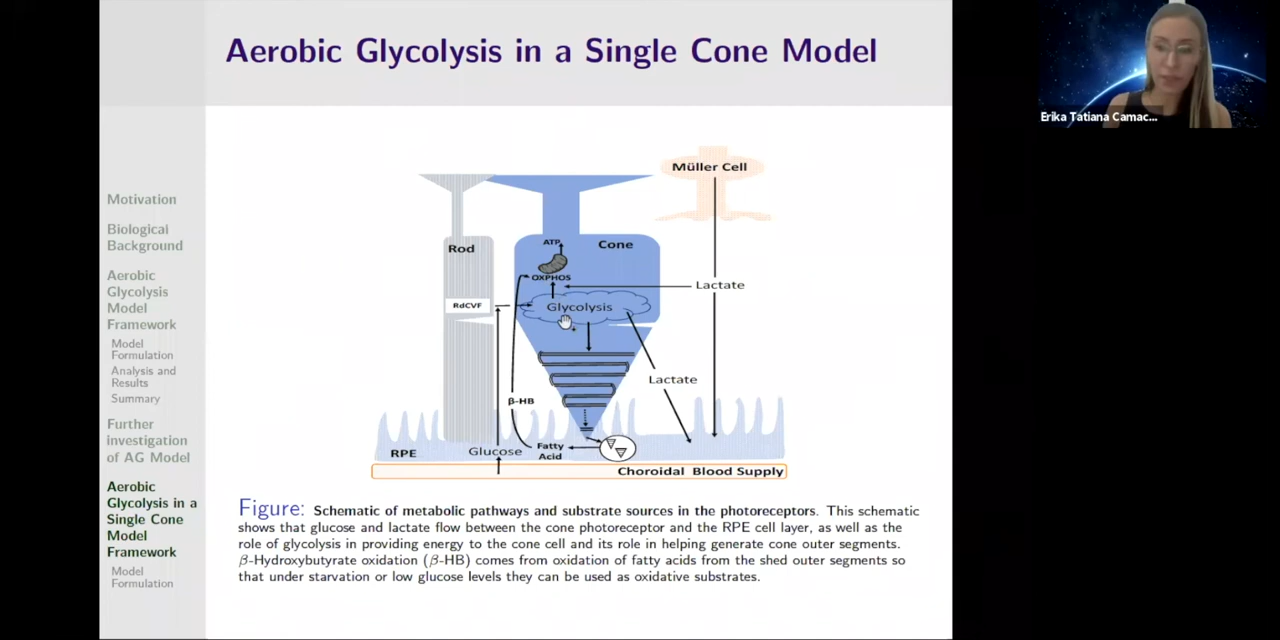 Aerobic Glycolysis in a Single Cone Model
Erika Tatiana Camac...
Motivation
Biological
Background
Aerobic
Glycolysis
Model
Framework
Model
Formulation
Analysis and
Results
Summary
Further
investigation
of AG Model
Aerobic
Glycolysis in a
Single Cone
Model
Framework
Model
Formulation
Müller Cell
Rod
ATP
Cone
OXPHOS
Lactate
RdCVF
Glycolysis
Lactate
β-HB
RPE
Glucose
Fatty
Acid
Choroidal Blood Supply
Figure: Schematic of metabolic pathways and substrate sources in the photoreceptors. This schematic
shows that glucose and lactate flow between the cone photoreceptor and the RPE cell layer, as well as the
role of glycolysis in providing energy to the cone cell and its role in helping generate cone outer segments.
β-Hydroxybutyrate oxidation (β-HB) comes from oxidation of fatty acids from the shed outer segments so
that under starvation or low glucose levels they can be used as oxidative substrates.